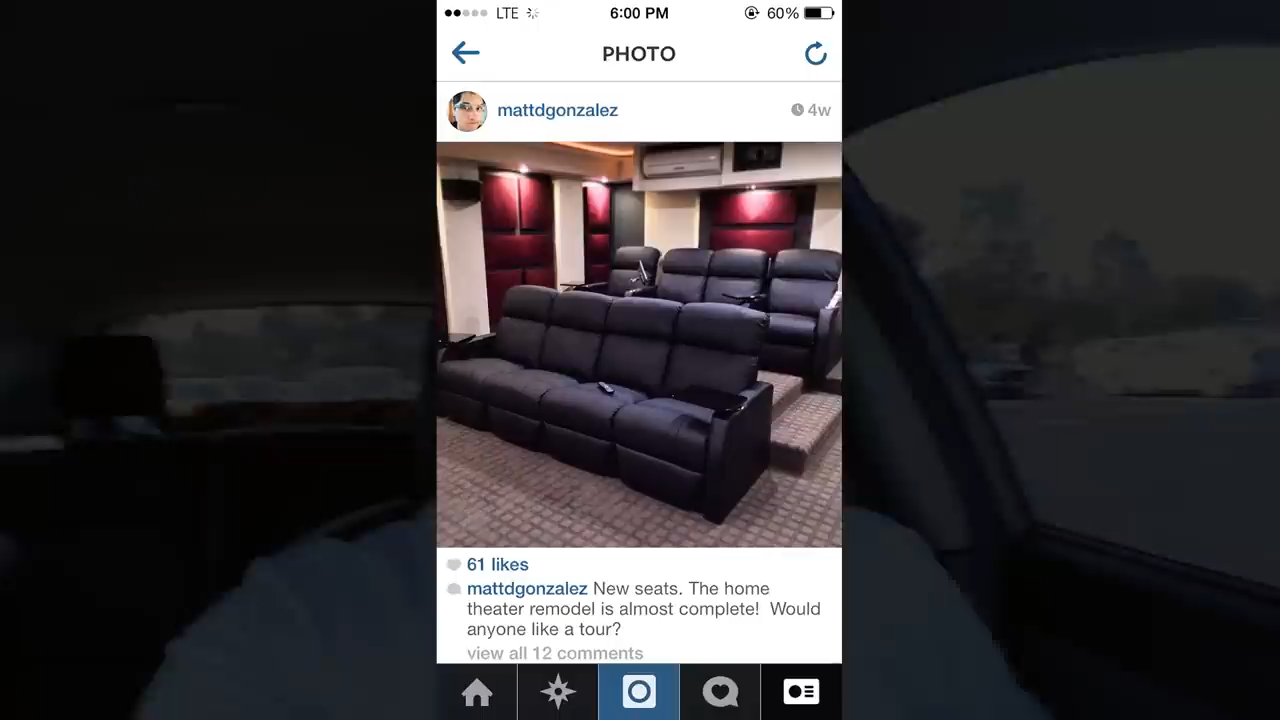 LTE 6:00 PM 60%
PHOTO
mattdgonzalez 4w
61 likes
mattdgonzalez New seats. The home
theater remodel is almost complete!  Would
anyone like a tour?
view all 12 comments